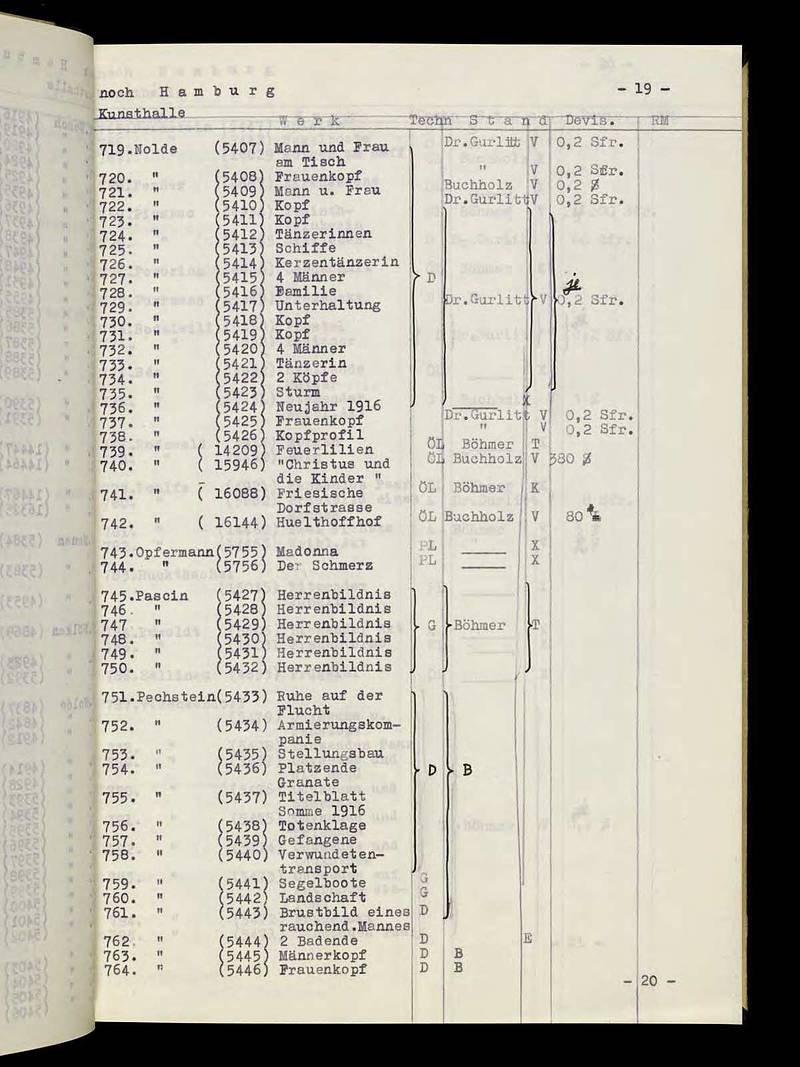 noch H a m b u r g - 19 -
Kunsthalle
W e r k Techn S t a n d Devis. RM
719.Nolde (5407) Mann und Frau Dr.Gurlitt V 0,2 Sfr.
am Tisch
720. " (5408) Frauenkopf " V 0,2 Sfr.
721. " (5409) Mann u. Frau Buchholz V 0,2 $
722. " (5410) Kopf Dr.Gurlitt V 0,2 Sfr.
723. " (5411) Kopf
724. " (5412) Tänzerinnen
725. " (5413) Schiffe
726. " (5414) Kerzentänzerin
727. " (5415) 4 Männer D je
728. " (5416) Familie
729. " (5417) Unterhaltung Dr.Gurlitt V 0,2 Sfr.
730. " (5418) Kopf
731. " (5419) Kopf
732. " (5420) 4 Männer
733. " (5421) Tänzerin
734. " (5422) 2 Köpfe
735. " (5423) Sturm
736. " (5424) Neujahr 1916 X
737. " (5425) Frauenkopf Dr.Gurlitt V 0,2 Sfr.
738. " (5426) Kopfprofil " V 0,2 Sfr.
739. " ( 14209) Feuerlilien ÖL Böhmer T
740. " ( 15946) "Christus und ÖL Buchholz V 380 $
die Kinder "
741. " ( 16088) Friesische ÖL Böhmer K
Dorfstrasse
742. " ( 16144) Huelthoffhof ÖL Buchholz V 80
743.Opfermann(5755) Madonna PL X
744. " (5756) Der Schmerz PL X
745.Pascin (5427) Herrenbildnis
746. " (5428) Herrenbildnis
747 " (5429) Herrenbildnis G Böhmer T
748. " (5430) Herrenbildnis
749. " (5431) Herrenbildnis
750. " (5432) Herrenbildnis
751.Pechstein(5433) Ruhe auf der
Flucht
752. " (5434) Armierungskom-
panie
753. " (5435) Stellungsbau
754. " (5436) Platzende D B
Granate
755. " (5437) Titelblatt
Somme 1916
756. " (5438) Totenklage
757. " (5439) Gefangene
758. " (5440) Verwundeten-
transport
759. " (5441) Segelboote G
760. " (5442) Landschaft G
761. " (5443) Brustbild eines D
rauchend.Mannes
762. " (5444) 2 Badende D E
763. " (5445) Männerkopf D B
764. " (5446) Frauenkopf D B
- 20 -